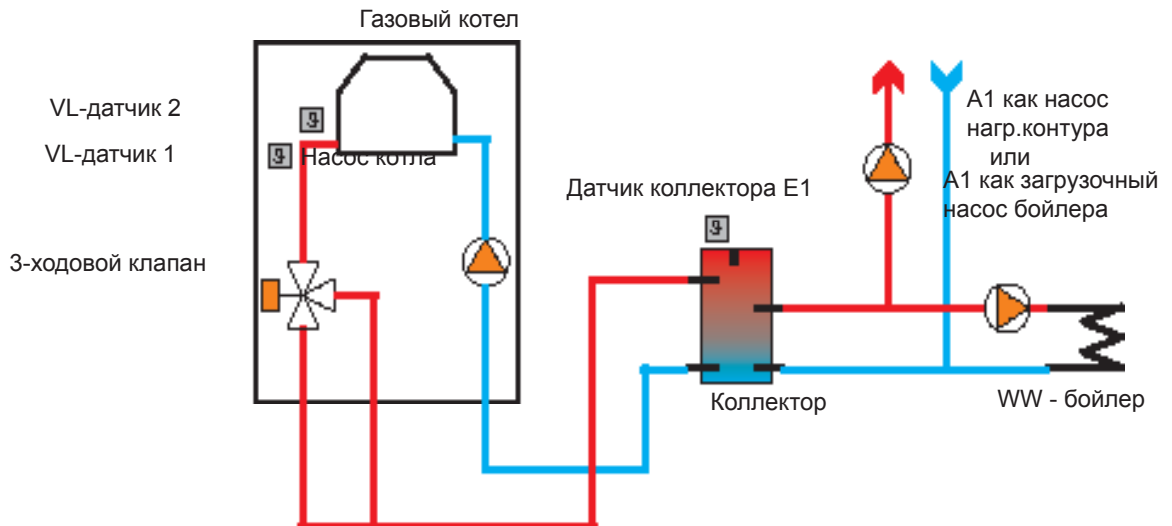 Газовый котел
VL-датчик 2
VL-датчик 1
Насос котла
3-ходовой клапан
Датчик коллектора E1
A1 как насос
нагр.контура
или
A1 как загрузочный
насос бойлера
Коллектор
WW - бойлер